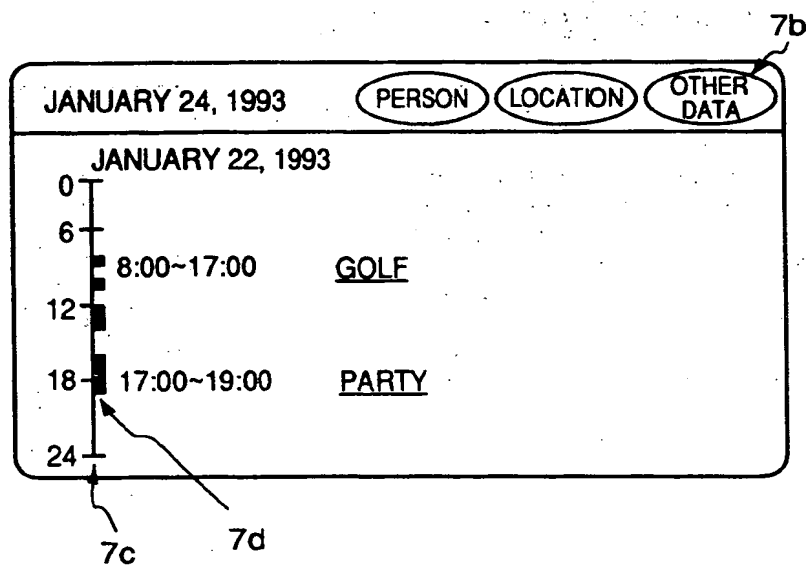 7b
JANUARY 24, 1993 PERSON LOCATION OTHER DATA
JANUARY 22, 1993
0
6
8:00~17:00 GOLF
12
18 17:00~19:00 PARTY
24
7c 7d